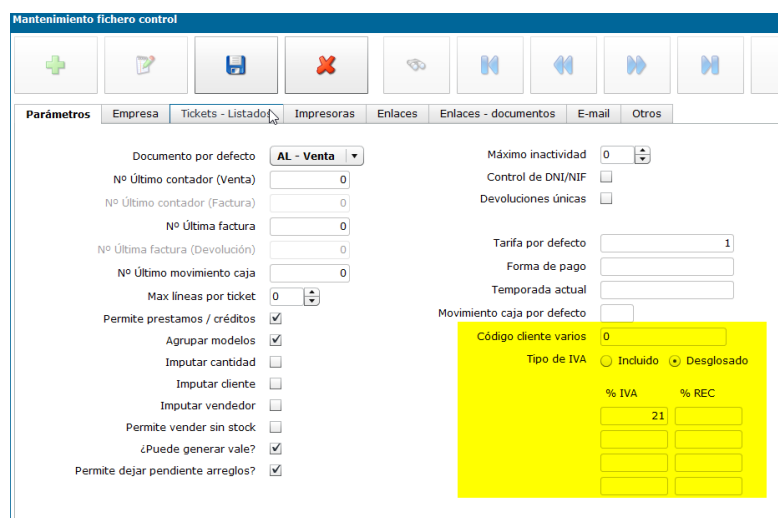 Mantenimiento fichero control
Parámetros Empresa Tickets - Listados Impresoras Enlaces Enlaces - documentos E-mail Otros
Documento por defecto AL - Venta
Nº Último contador (Venta) 0
Nº Último contador (Factura) 0
Nº Última factura 0
Nº Última factura (Devolución) 0
Nº Último movimiento caja 0
Max líneas por ticket 0
Permite prestamos / créditos
Agrupar modelos
Imputar cantidad
Imputar cliente
Imputar vendedor
Permite vender sin stock
¿Puede generar vale?
Permite dejar pendiente arreglos?
Máximo inactividad 0
Control de DNI/NIF
Devoluciones únicas
Tarifa por defecto 1
Forma de pago
Temporada actual
Movimiento caja por defecto
Código cliente varios 0
Tipo de IVA Incluido Desglosado
% IVA % REC
21